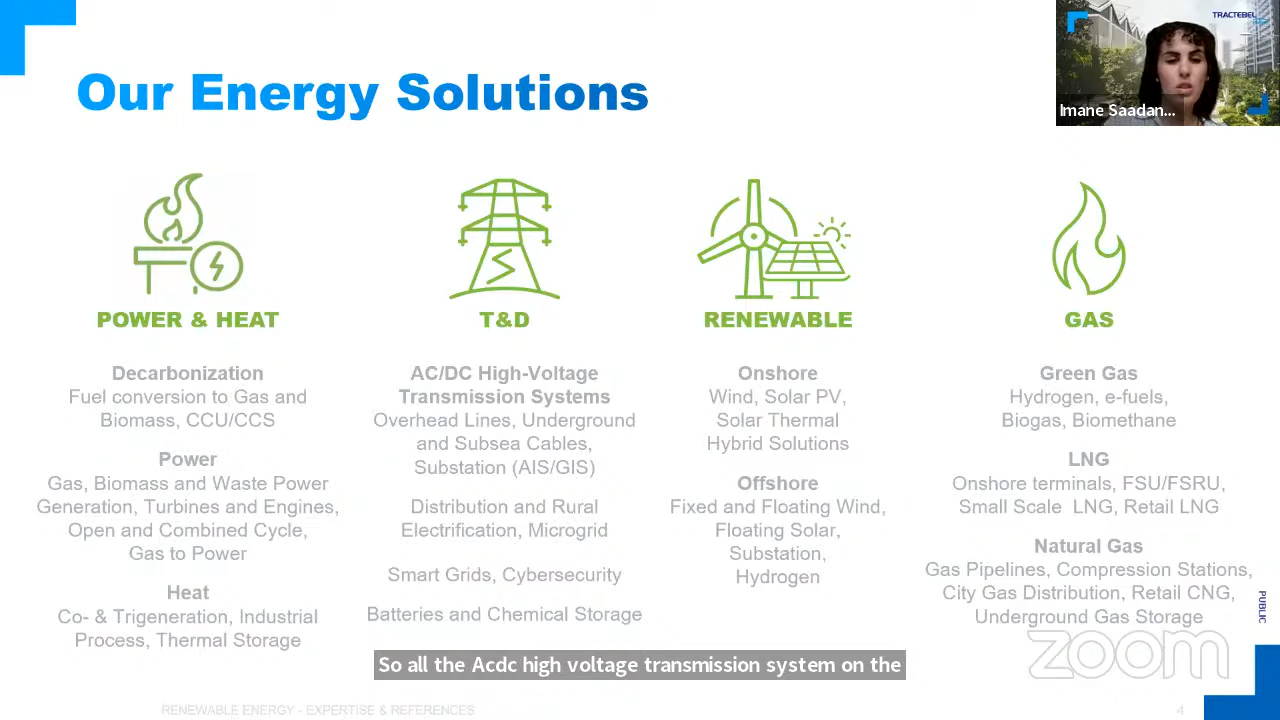 Our Energy Solutions
TRACTEBEL
Imane Saadan...
POWER & HEAT
Decarbonization
Fuel conversion to Gas and
Biomass, CCU/CCS
Power
Gas, Biomass and Waste Power
Generation, Turbines and Engines,
Open and Combined Cycle,
Gas to Power
Heat
Co- & Trigeneration, Industrial
Process, Thermal Storage
T&D
AC/DC High-Voltage
Transmission Systems
Overhead Lines, Underground
and Subsea Cables,
Substation (AIS/GIS)
Distribution and Rural
Electrification, Microgrid
Smart Grids, Cybersecurity
Batteries and Chemical Storage
RENEWABLE
Onshore
Wind, Solar PV,
Solar Thermal
Hybrid Solutions
Offshore
Fixed and Floating Wind,
Floating Solar,
Substation,
Hydrogen
GAS
Green Gas
Hydrogen, e-fuels,
Biogas, Biomethane
LNG
Onshore terminals, FSU/FSRU,
Small Scale LNG, Retail LNG
Natural Gas
Gas Pipelines, Compression Stations,
City Gas Distribution, Retail CNG,
Underground Gas Storage
PUBLIC
zoom
So all the Acdc high voltage transmission system on the
RENEWABLE ENERGY - EXPERTISE & REFERENCES
4